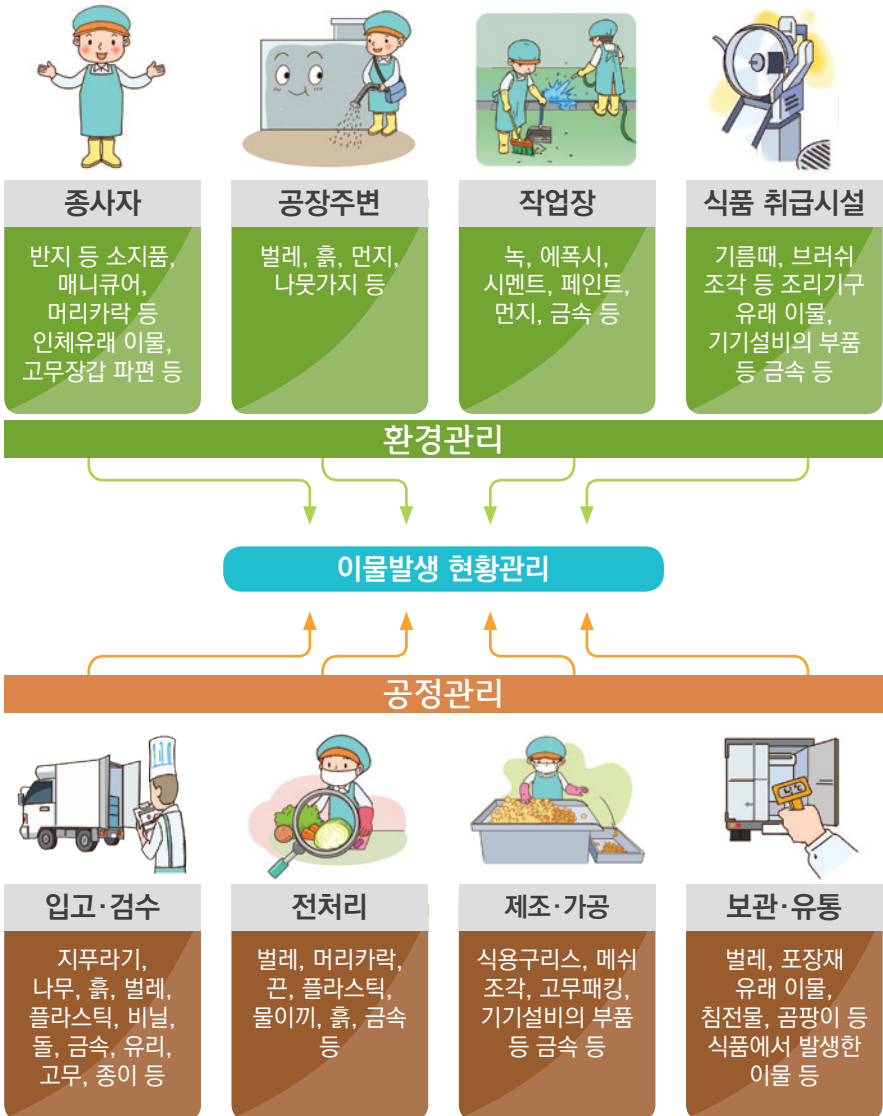 종사자
반지 등 소지품,
매니큐어,
머리카락 등
인체유래 이물,
고무장갑 파편 등
공장주변
벌레, 흙, 먼지,
나뭇가지 등
작업장
녹, 에폭시,
시멘트, 페인트,
먼지, 금속 등
식품 취급시설
기름때, 브러쉬
조각 등 조리기구
유래 이물,
기기설비의 부품
등 금속 등
환경관리
이물발생 현황관리
공정관리
입고·검수
지푸라기,
나무, 흙, 벌레,
플라스틱, 비닐,
돌, 금속, 유리,
고무, 종이 등
전처리
벌레, 머리카락,
끈, 플라스틱,
물이끼, 흙, 금속
등
제조·가공
식용구리스, 메쉬
조각, 고무패킹,
기기설비의 부품
등 금속 등
보관·유통
벌레, 포장재
유래 이물,
침전물, 곰팡이 등
식품에서 발생한
이물 등